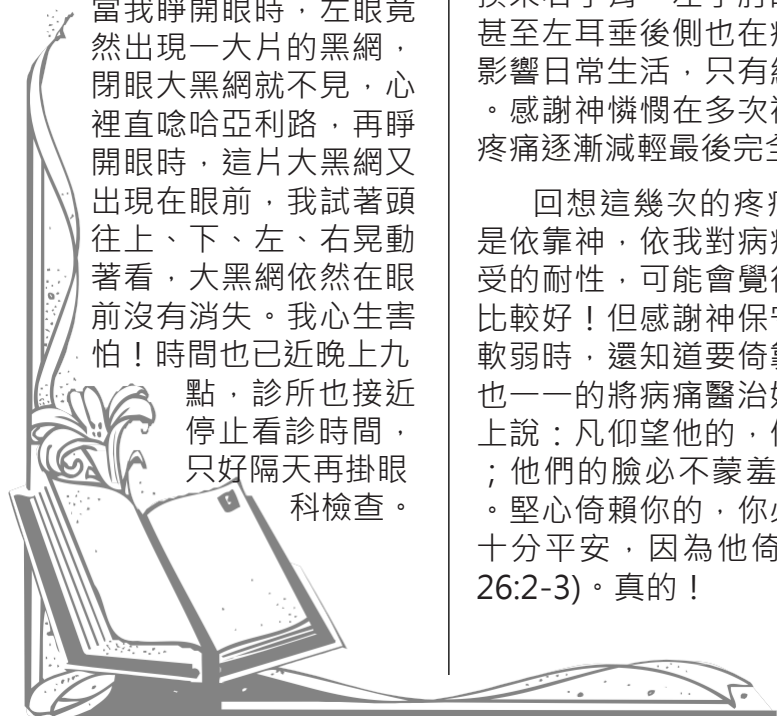 當我睜開眼時，左眼竟
然出現一大片的黑網，
閉眼大黑網就不見，心
裡直唸哈亞利路，再睜
開眼時，這片大黑網又
出現在眼前，我試著頭
往上、下、左、右晃動
著看，大黑網依然在眼
前沒有消失。我心生害
怕！時間也已近晚上九
點，診所也接近
停止看診時間，
只好隔天再掛眼
科檢查。
甚至左耳垂後側也在
影響日常生活，只有
。感謝神憐憫在多次
疼痛逐漸減輕最後完
回想這幾次的疼
是依靠神，依我對病
受的耐性，可能會覺
比較好！但感謝神保
軟弱時，還知道要倚
也一一的將病痛醫治
上說：凡仰望他的，
；他們的臉必不蒙羞
。堅心倚賴你的，你
十分平安，因為他倚
26:2-3)。真的！